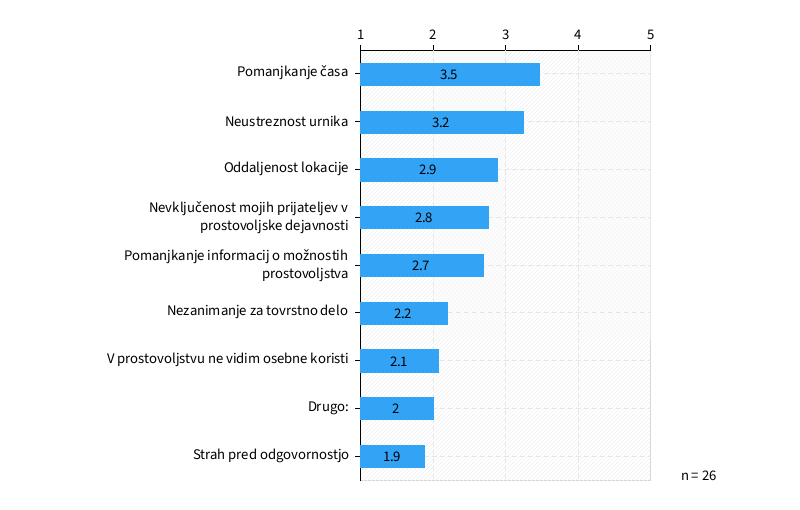 1 2 3 4 5
Pomanjkanje časa 3.5
Neustreznost urnika 3.2
Oddaljenost lokacije 2.9
Nevključenost mojih prijateljev v
prostovoljske dejavnosti 2.8
Pomanjkanje informacij o možnostih
prostovoljstva 2.7
Nezanimanje za tovrstno delo 2.2
V prostovoljstvu ne vidim osebne koristi 2.1
Drugo: 2
Strah pred odgovornostjo 1.9
n = 26